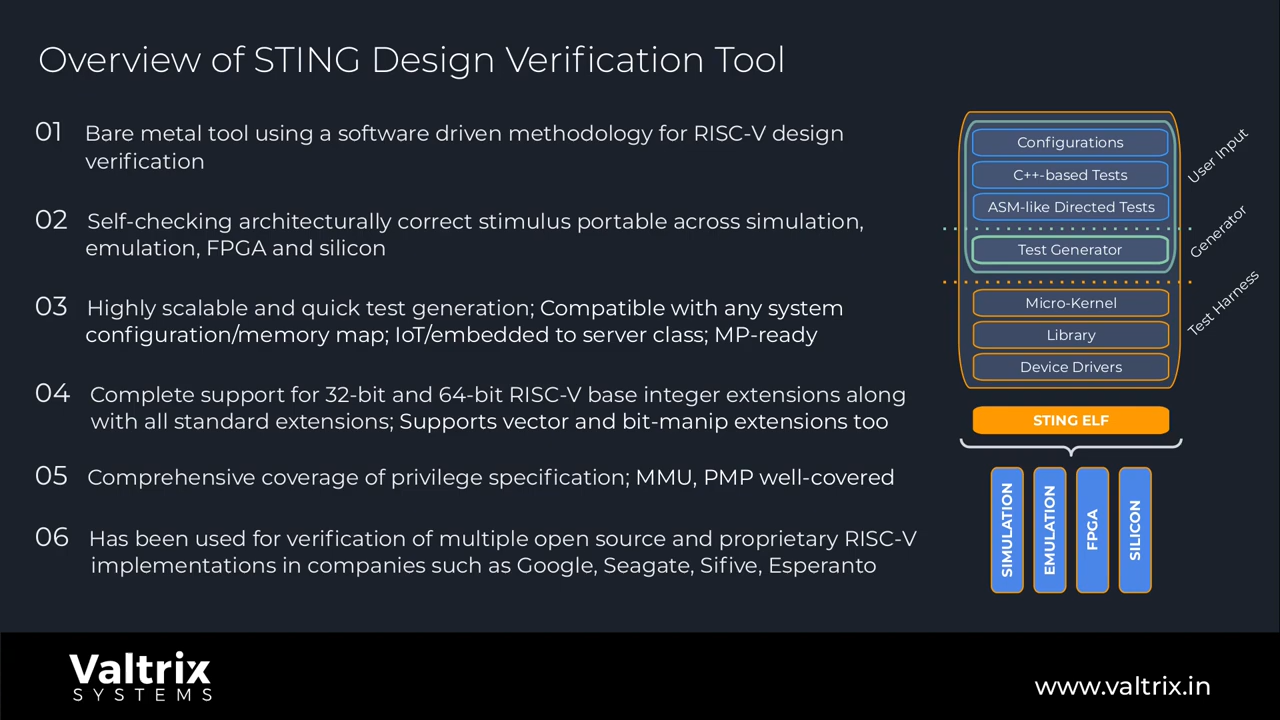 Overview of STING Design Verification Tool
01 Bare metal tool using a software driven methodology for RISC-V design
verification
02 Self-checking architecturally correct stimulus portable across simulation,
emulation, FPGA and silicon
03 Highly scalable and quick test generation; Compatible with any system
configuration/memory map; IoT/embedded to server class; MP-ready
04 Complete support for 32-bit and 64-bit RISC-V base integer extensions along
with all standard extensions; Supports vector and bit-manip extensions too
05 Comprehensive coverage of privilege specification; MMU, PMP well-covered
06 Has been used for verification of multiple open source and proprietary RISC-V
implementations in companies such as Google, Seagate, Sifive, Esperanto
Configurations
C++-based Tests
ASM-like Directed Tests
Test Generator
Micro-Kernel
Library
Device Drivers
User Input
Generator
Test Harness
STING ELF
SIMULATION
EMULATION
FPGA
SILICON
Valtrix
SYSTEMS
www.valtrix.in